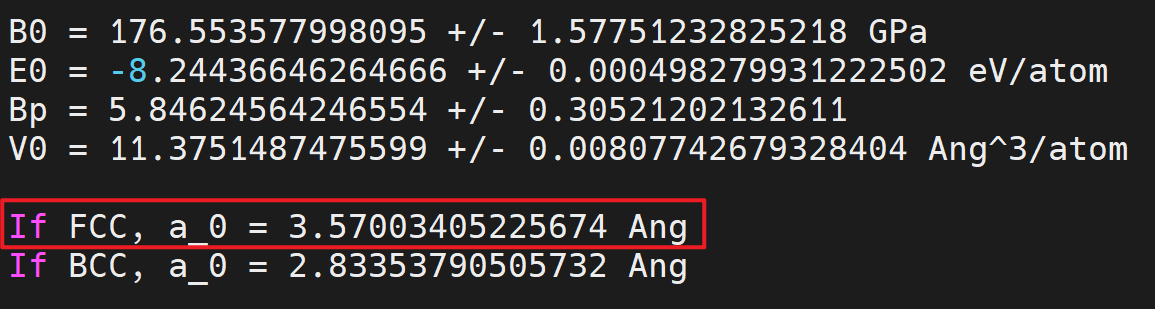 B0 = 176.553577998095 +/- 1.57751232825218 GPa
E0 = -8.24436646264666 +/- 0.000498279931222502 eV/atom
Bp = 5.84624564246554 +/- 0.30521202132611
V0 = 11.3751487475599 +/- 0.00807742679328404 Ang^3/atom
If FCC, a_0 = 3.57003405225674 Ang
If BCC, a_0 = 2.83353790505732 Ang